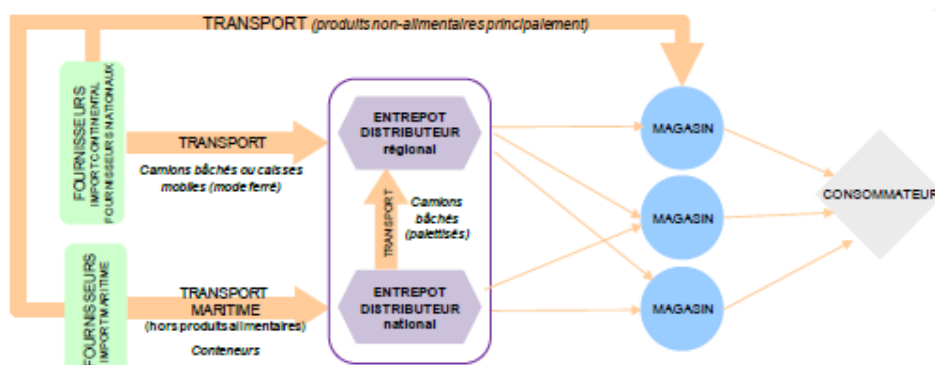 TRANSPORT (produits non-alimentaires principalement)
FOURNISSEURS
IMPORT CONTINENTAL
FOURNISSEURS NATIONAUX
TRANSPORT
Camions bâchés ou caisses
mobiles (mode ferré)
ENTREPOT
DISTRIBUTEUR
régional
TRANSPORT
Camions
bâchés
(palettisés)
MAGASIN
MAGASIN
MAGASIN
CONSOMMATEUR
FOURNISSEURS
IMPORT MARITIME
TRANSPORT
MARITIME
(hors produits alimentaires)
Conteneurs
ENTREPOT
DISTRIBUTEUR
national